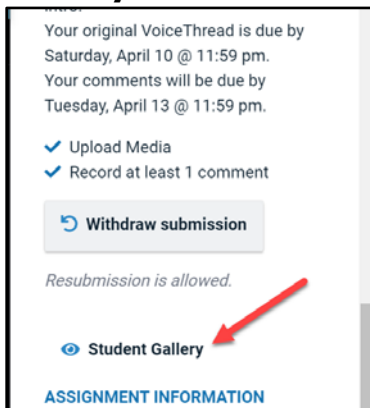 Your original VoiceThread is due by
Saturday, April 10 @ 11:59 pm.
Your comments will be due by
Tuesday, April 13 @ 11:59 pm.
Upload Media
Record at least 1 comment
Withdraw submission
Resubmission is allowed.
Student Gallery
ASSIGNMENT INFORMATION